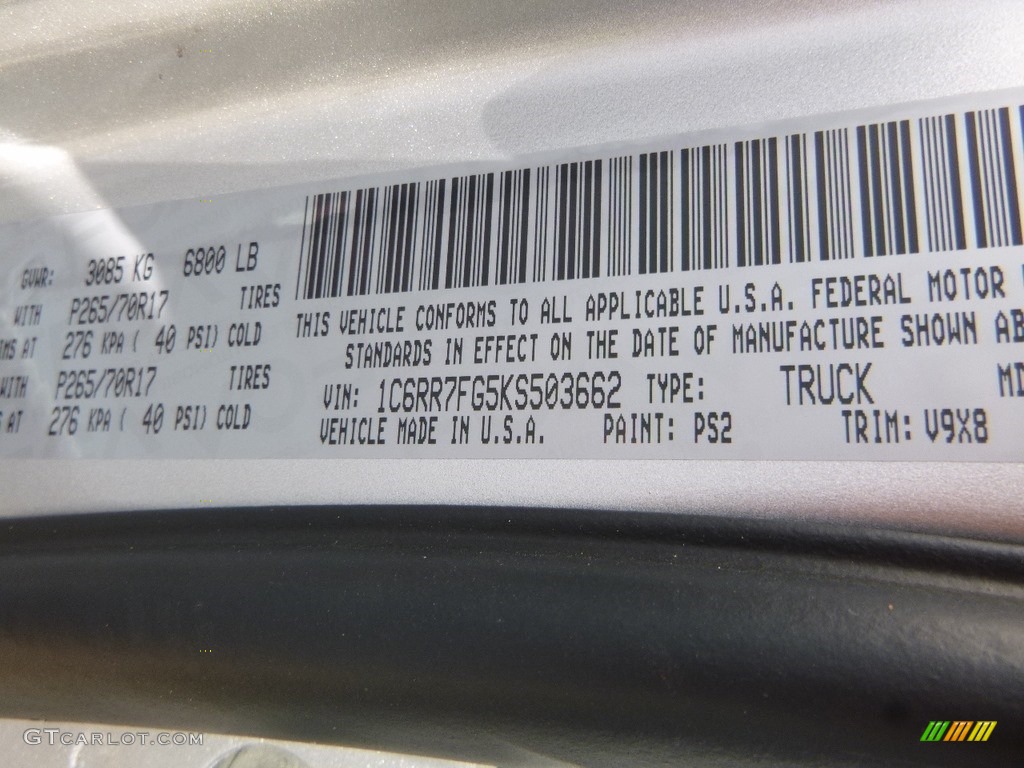 GVWR: 3085 KG 6800 LB
WITH P265/70R17 TIRES
MS AT 276 KPA ( 40 PSI) COLD
WITH P265/70R17 TIRES
S AT 276 KPA ( 40 PSI) COLD
THIS VEHICLE CONFORMS TO ALL APPLICABLE U.S.A. FEDERAL MOTOR
STANDARDS IN EFFECT ON THE DATE OF MANUFACTURE SHOWN AB
VIN: 1C6RR7FG5KS503662 TYPE: TRUCK MD
VEHICLE MADE IN U.S.A. PAINT: PS2 TRIM: V9X8
GTCARLOT.COM